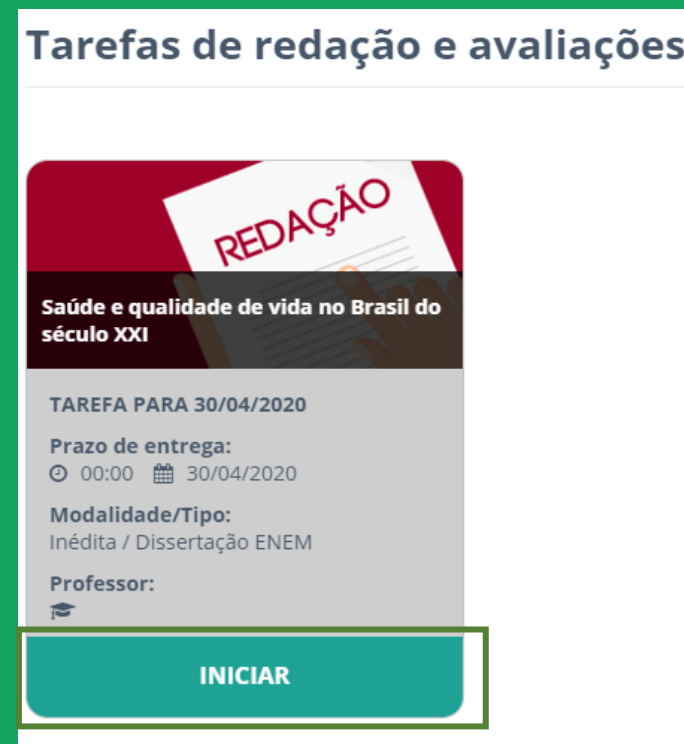 Tarefas de redação e avaliações
REDAÇÃO
Saúde e qualidade de vida no Brasil do
século XXI
TAREFA PARA 30/04/2020
Prazo de entrega:
00:00 30/04/2020
Modalidade/Tipo:
Inédita / Dissertação ENEM
Professor:
INICIAR